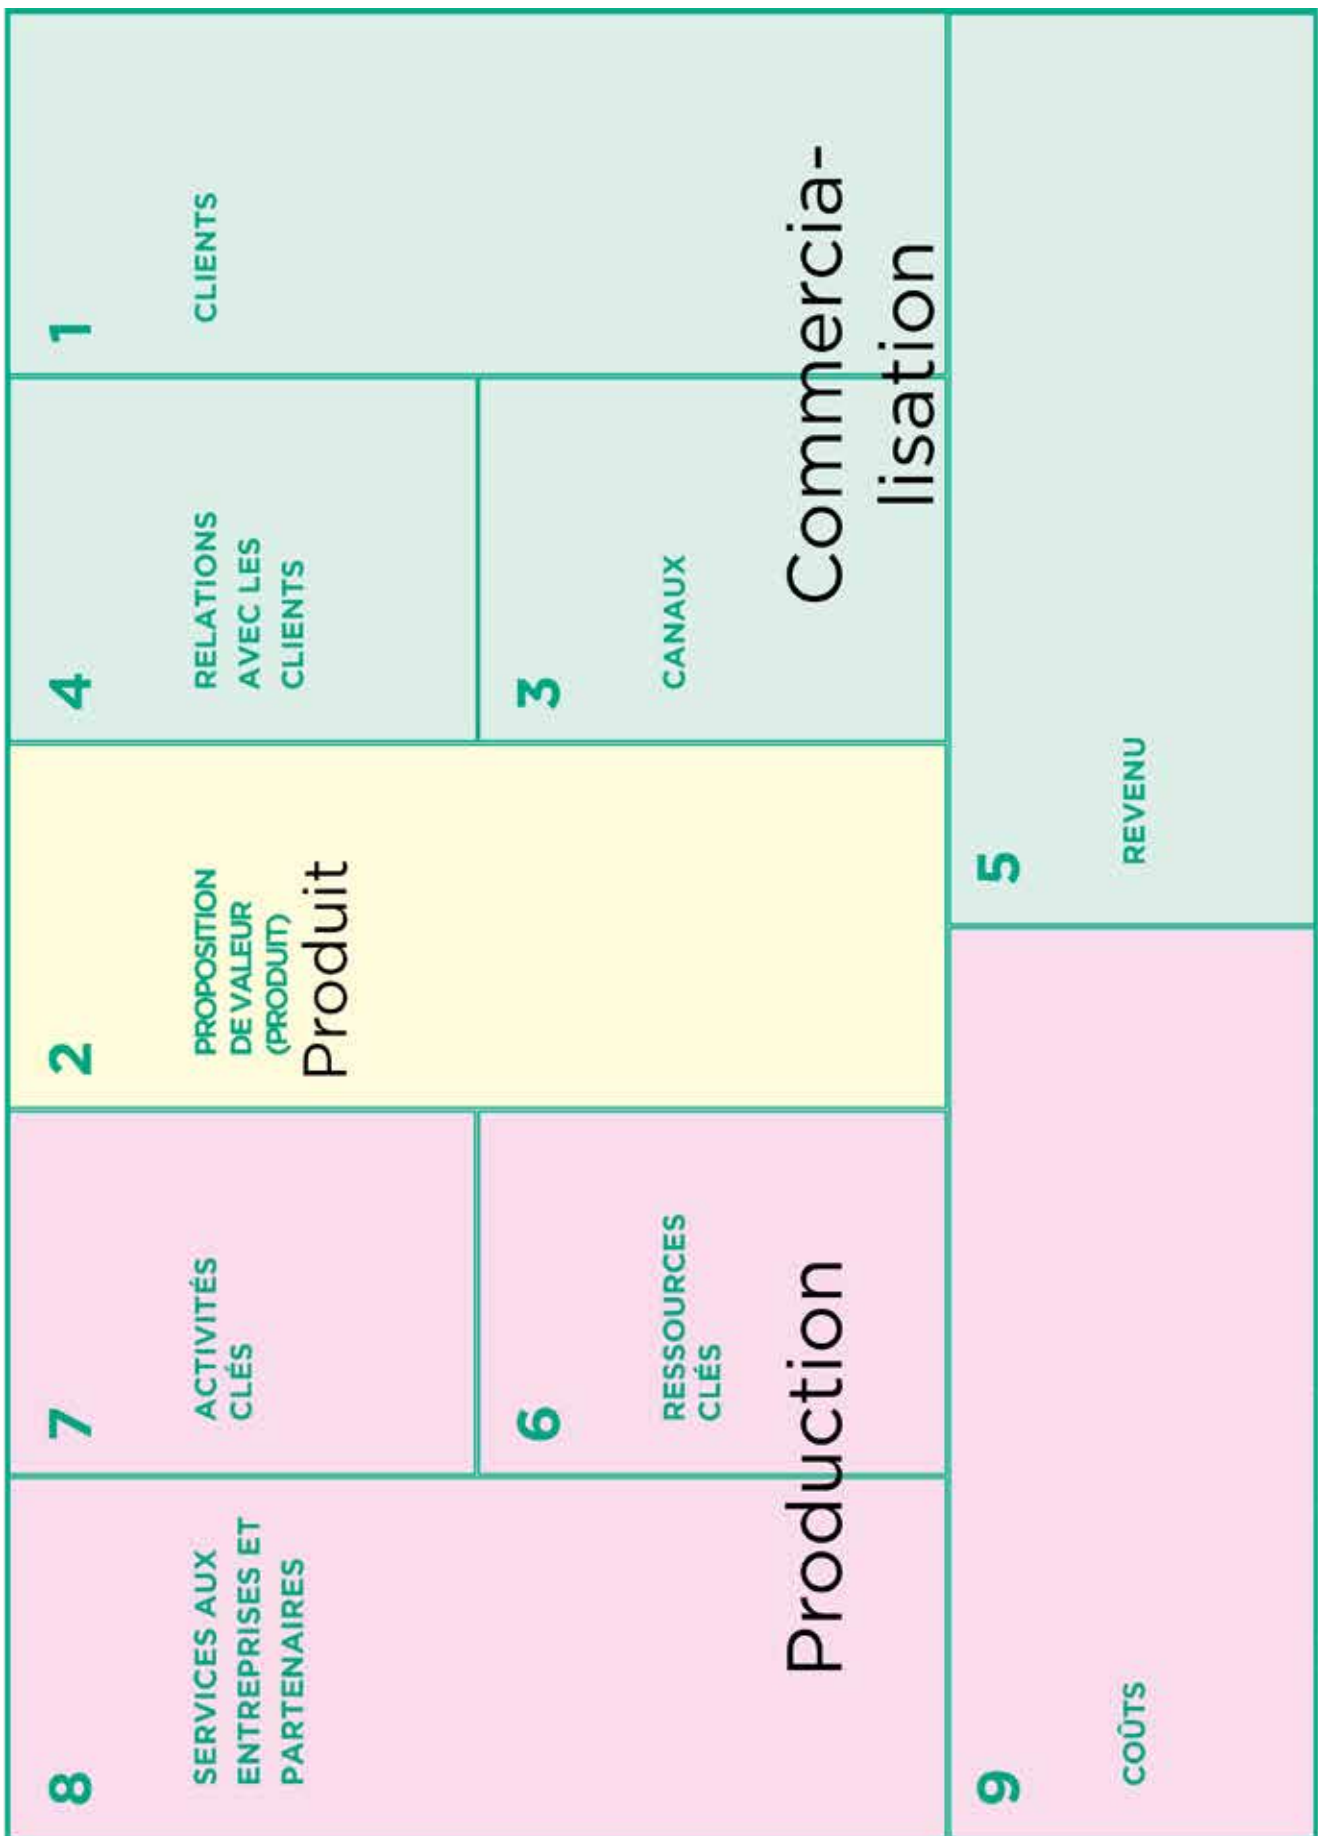 8
SERVICES AUX
ENTREPRISES ET
PARTENAIRES
7
ACTIVITÉS
CLÉS
6
RESSOURCES
CLÉS
Production
2
PROPOSITION
DE VALEUR
(PRODUIT)
Produit
4
RELATIONS
AVEC LES
CLIENTS
3
CANAUX
1
CLIENTS
Commercia-
lisation
9
COÛTS
5
REVENU